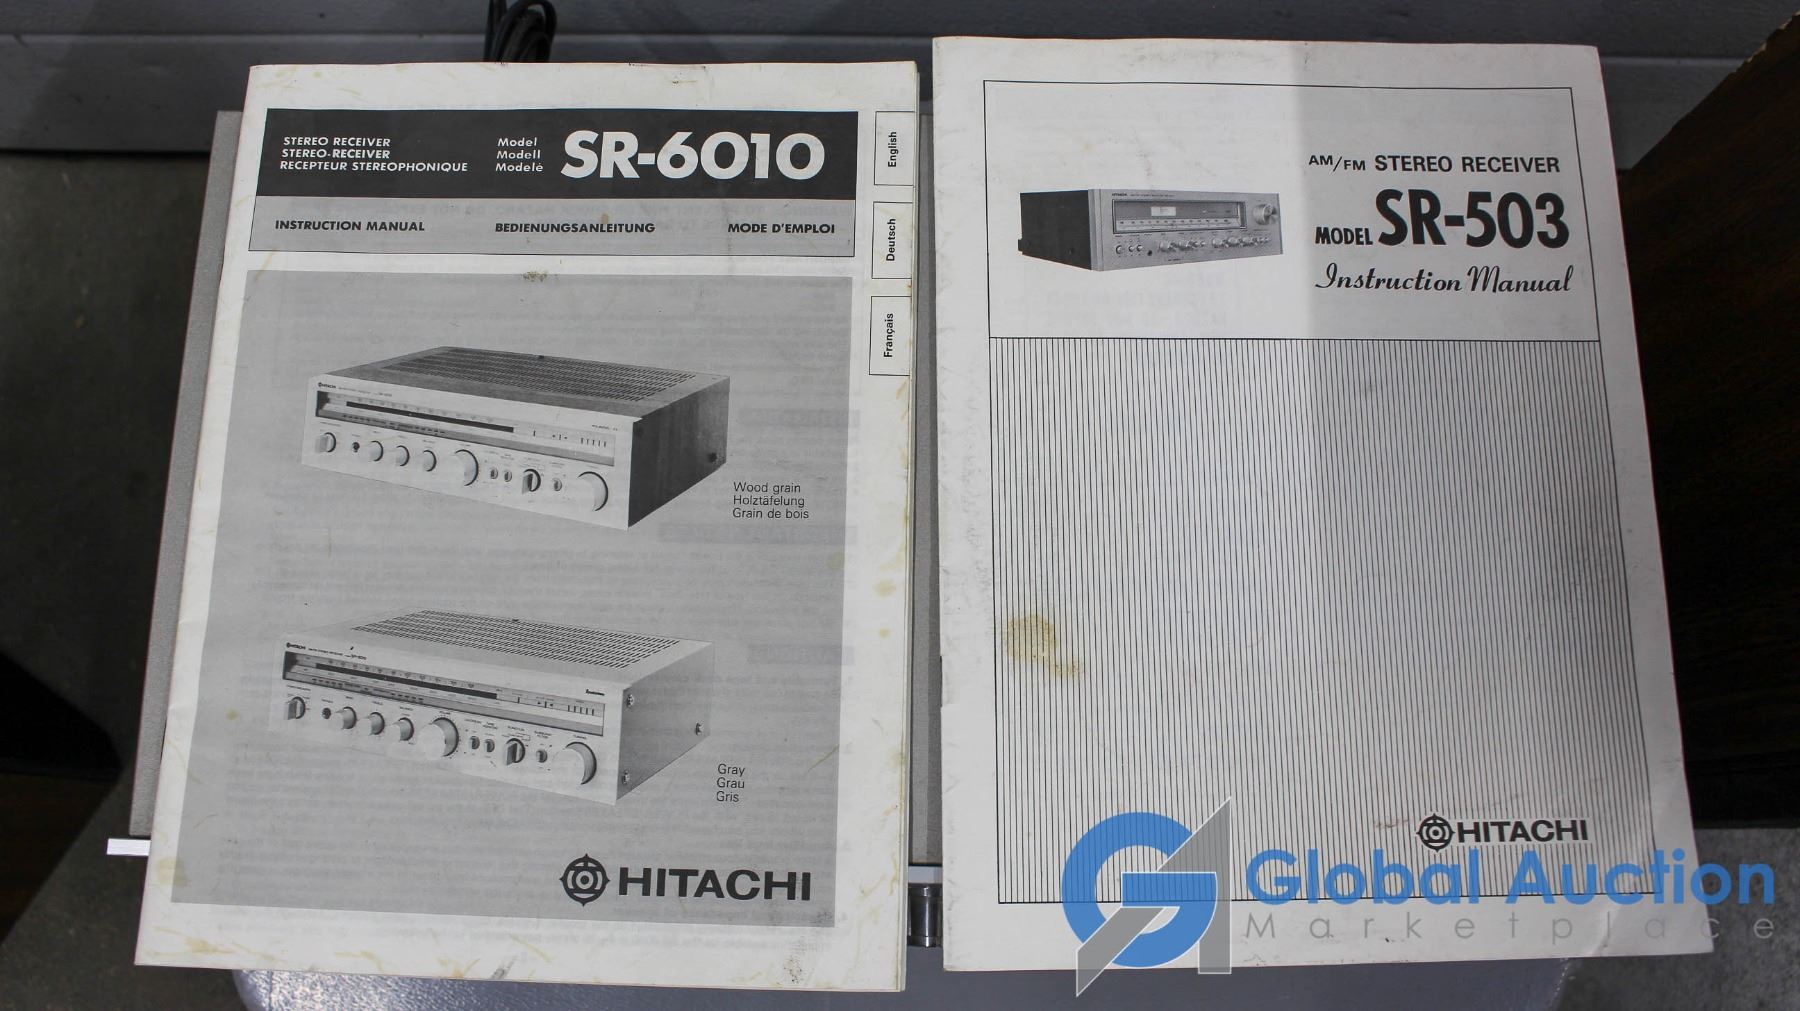 STEREO RECEIVER
STEREO-RECEIVER
RECEPTEUR STEREOPHONIQUE
Model
Modell
Modelè
SR-6010
INSTRUCTION MANUAL BEDIENUNGSANLEITUNG MODE D'EMPLOI
English
Deutsch
Français
HITACHI
Wood grain
Holztäfelung
Grain de bois
HITACHI
Gray
Grau
Gris
HITACHI
AM/FM STEREO RECEIVER
MODEL SR-503
Instruction Manual
HITACHI
Global Auction
Marketplace